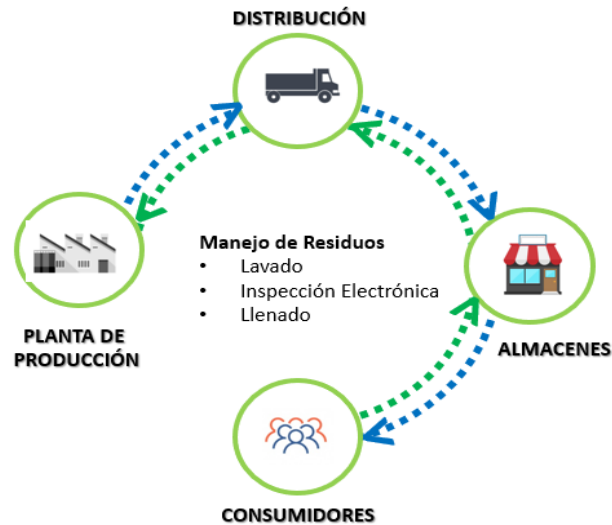 DISTRIBUCIÓN
Manejo de Residuos
• Lavado
• Inspección Electrónica
• Llenado
PLANTA DE
PRODUCCIÓN
ALMACENES
CONSUMIDORES